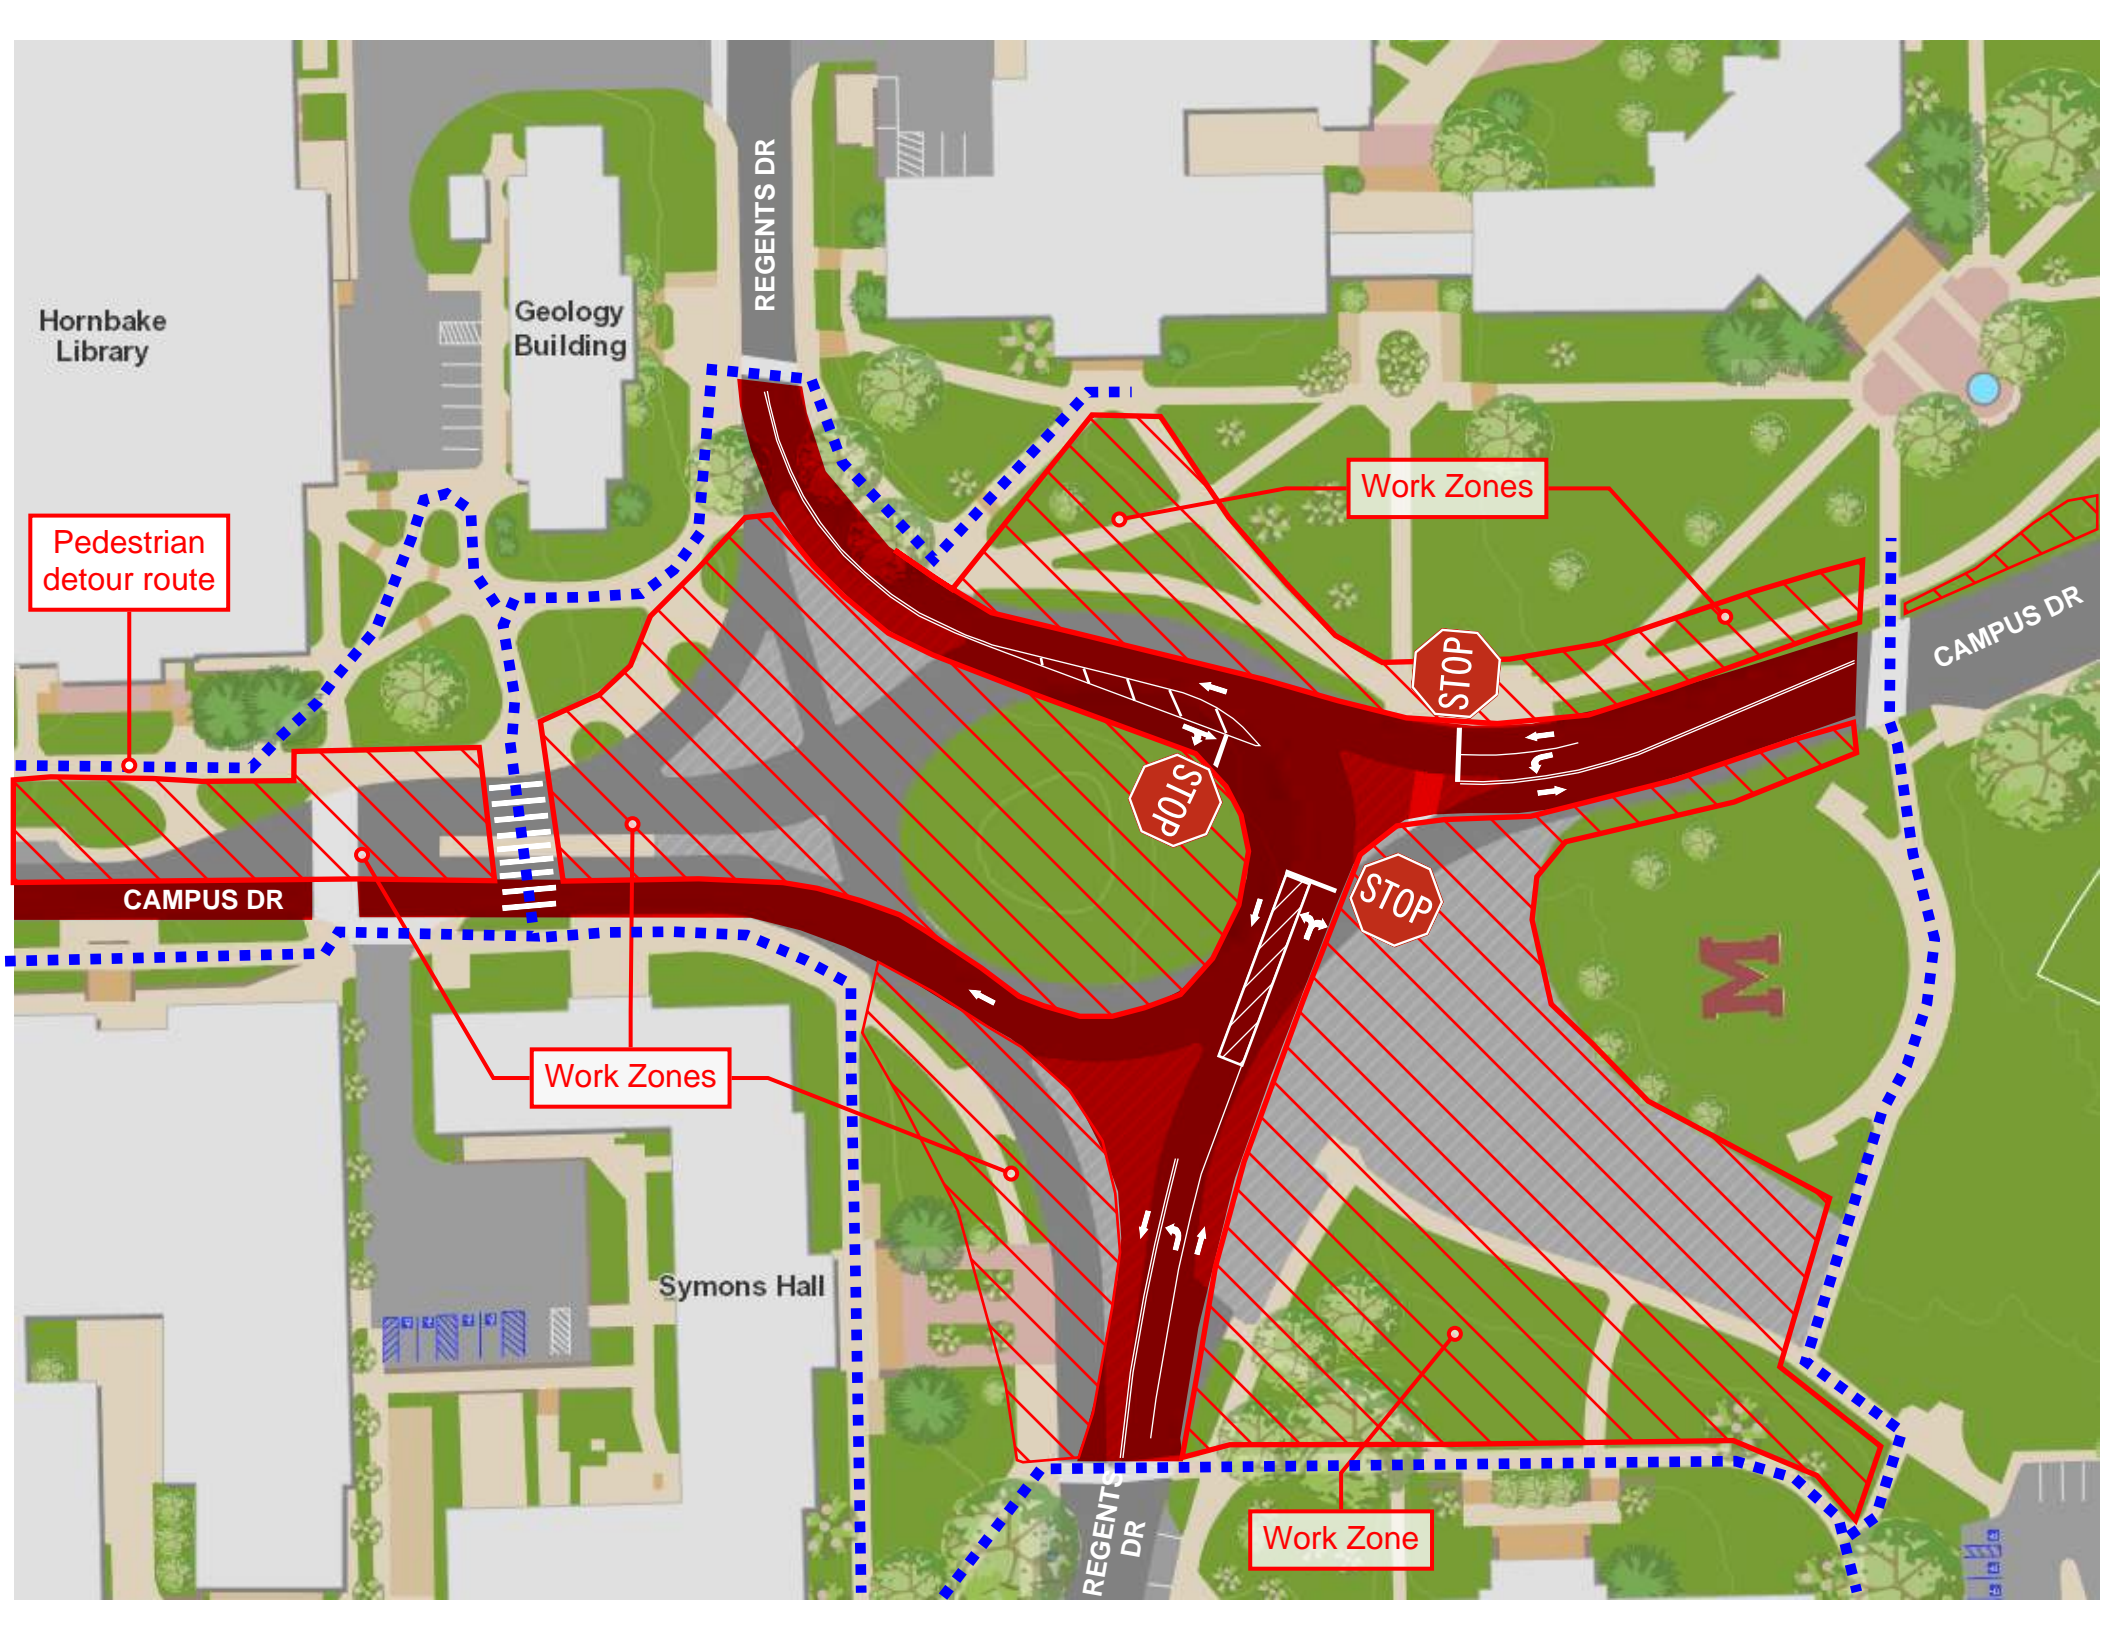 REGENTS DR
Hornbake
Library
Geology
Building
Work Zones
Pedestrian
detour route
CAMPUS DR
STOP
STOP
STOP
CAMPUS DR
M
Work Zones
Symons Hall
Work Zone
REGENTS
DR